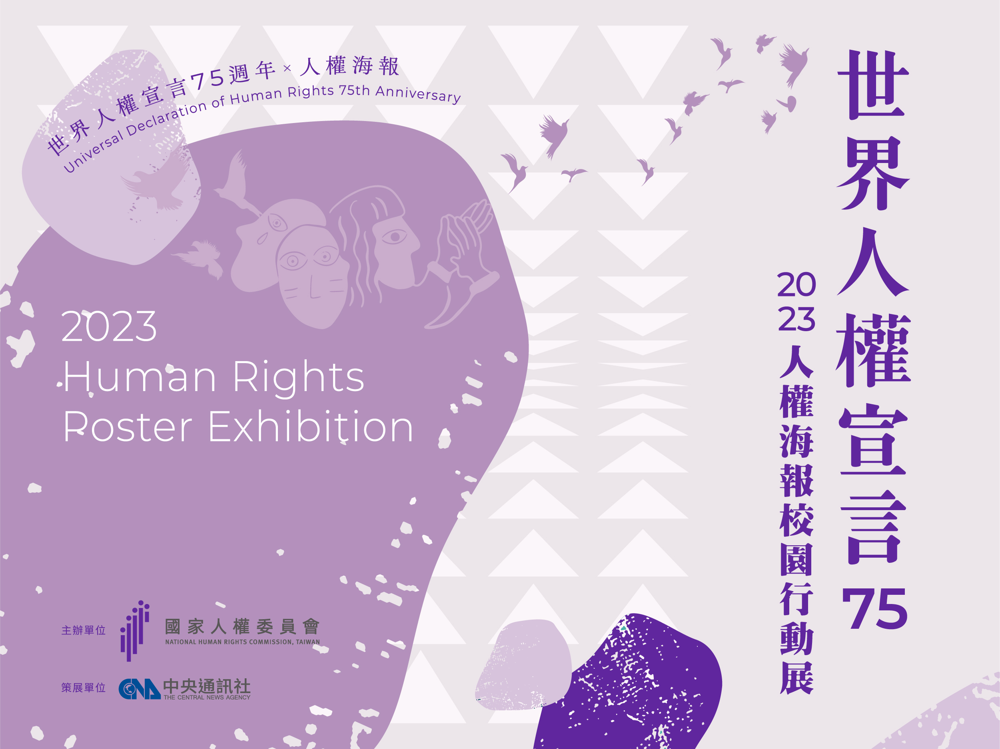 世界人權宣言75週年×人權海報
Universal Declaration of Human Rights 75th Anniversary
世界人權宣言75
2023人權海報校園行動展
2023
Human Rights
Poster Exhibition
主辦單位
國家人權委員會
NATIONAL HUMAN RIGHTS COMMISSION, TAIWAN
策展單位
CNA
中央通訊社
THE CENTRAL NEWS AGENCY